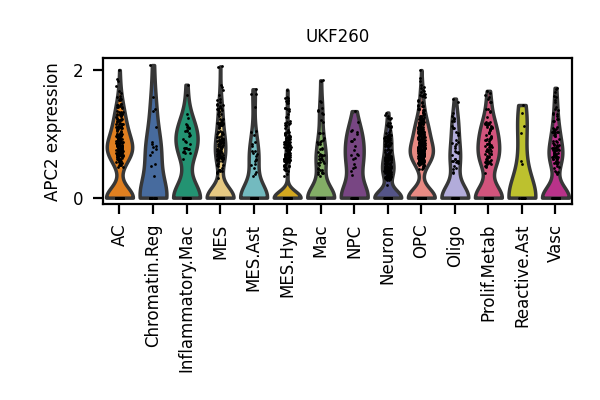 UKF260
APC2 expression
2
0
AC
Chromatin.Reg
Inflammatory.Mac
MES
MES.Ast
MES.Hyp
Mac
NPC
Neuron
OPC
Oligo
Prolif.Metab
Reactive.Ast
Vasc